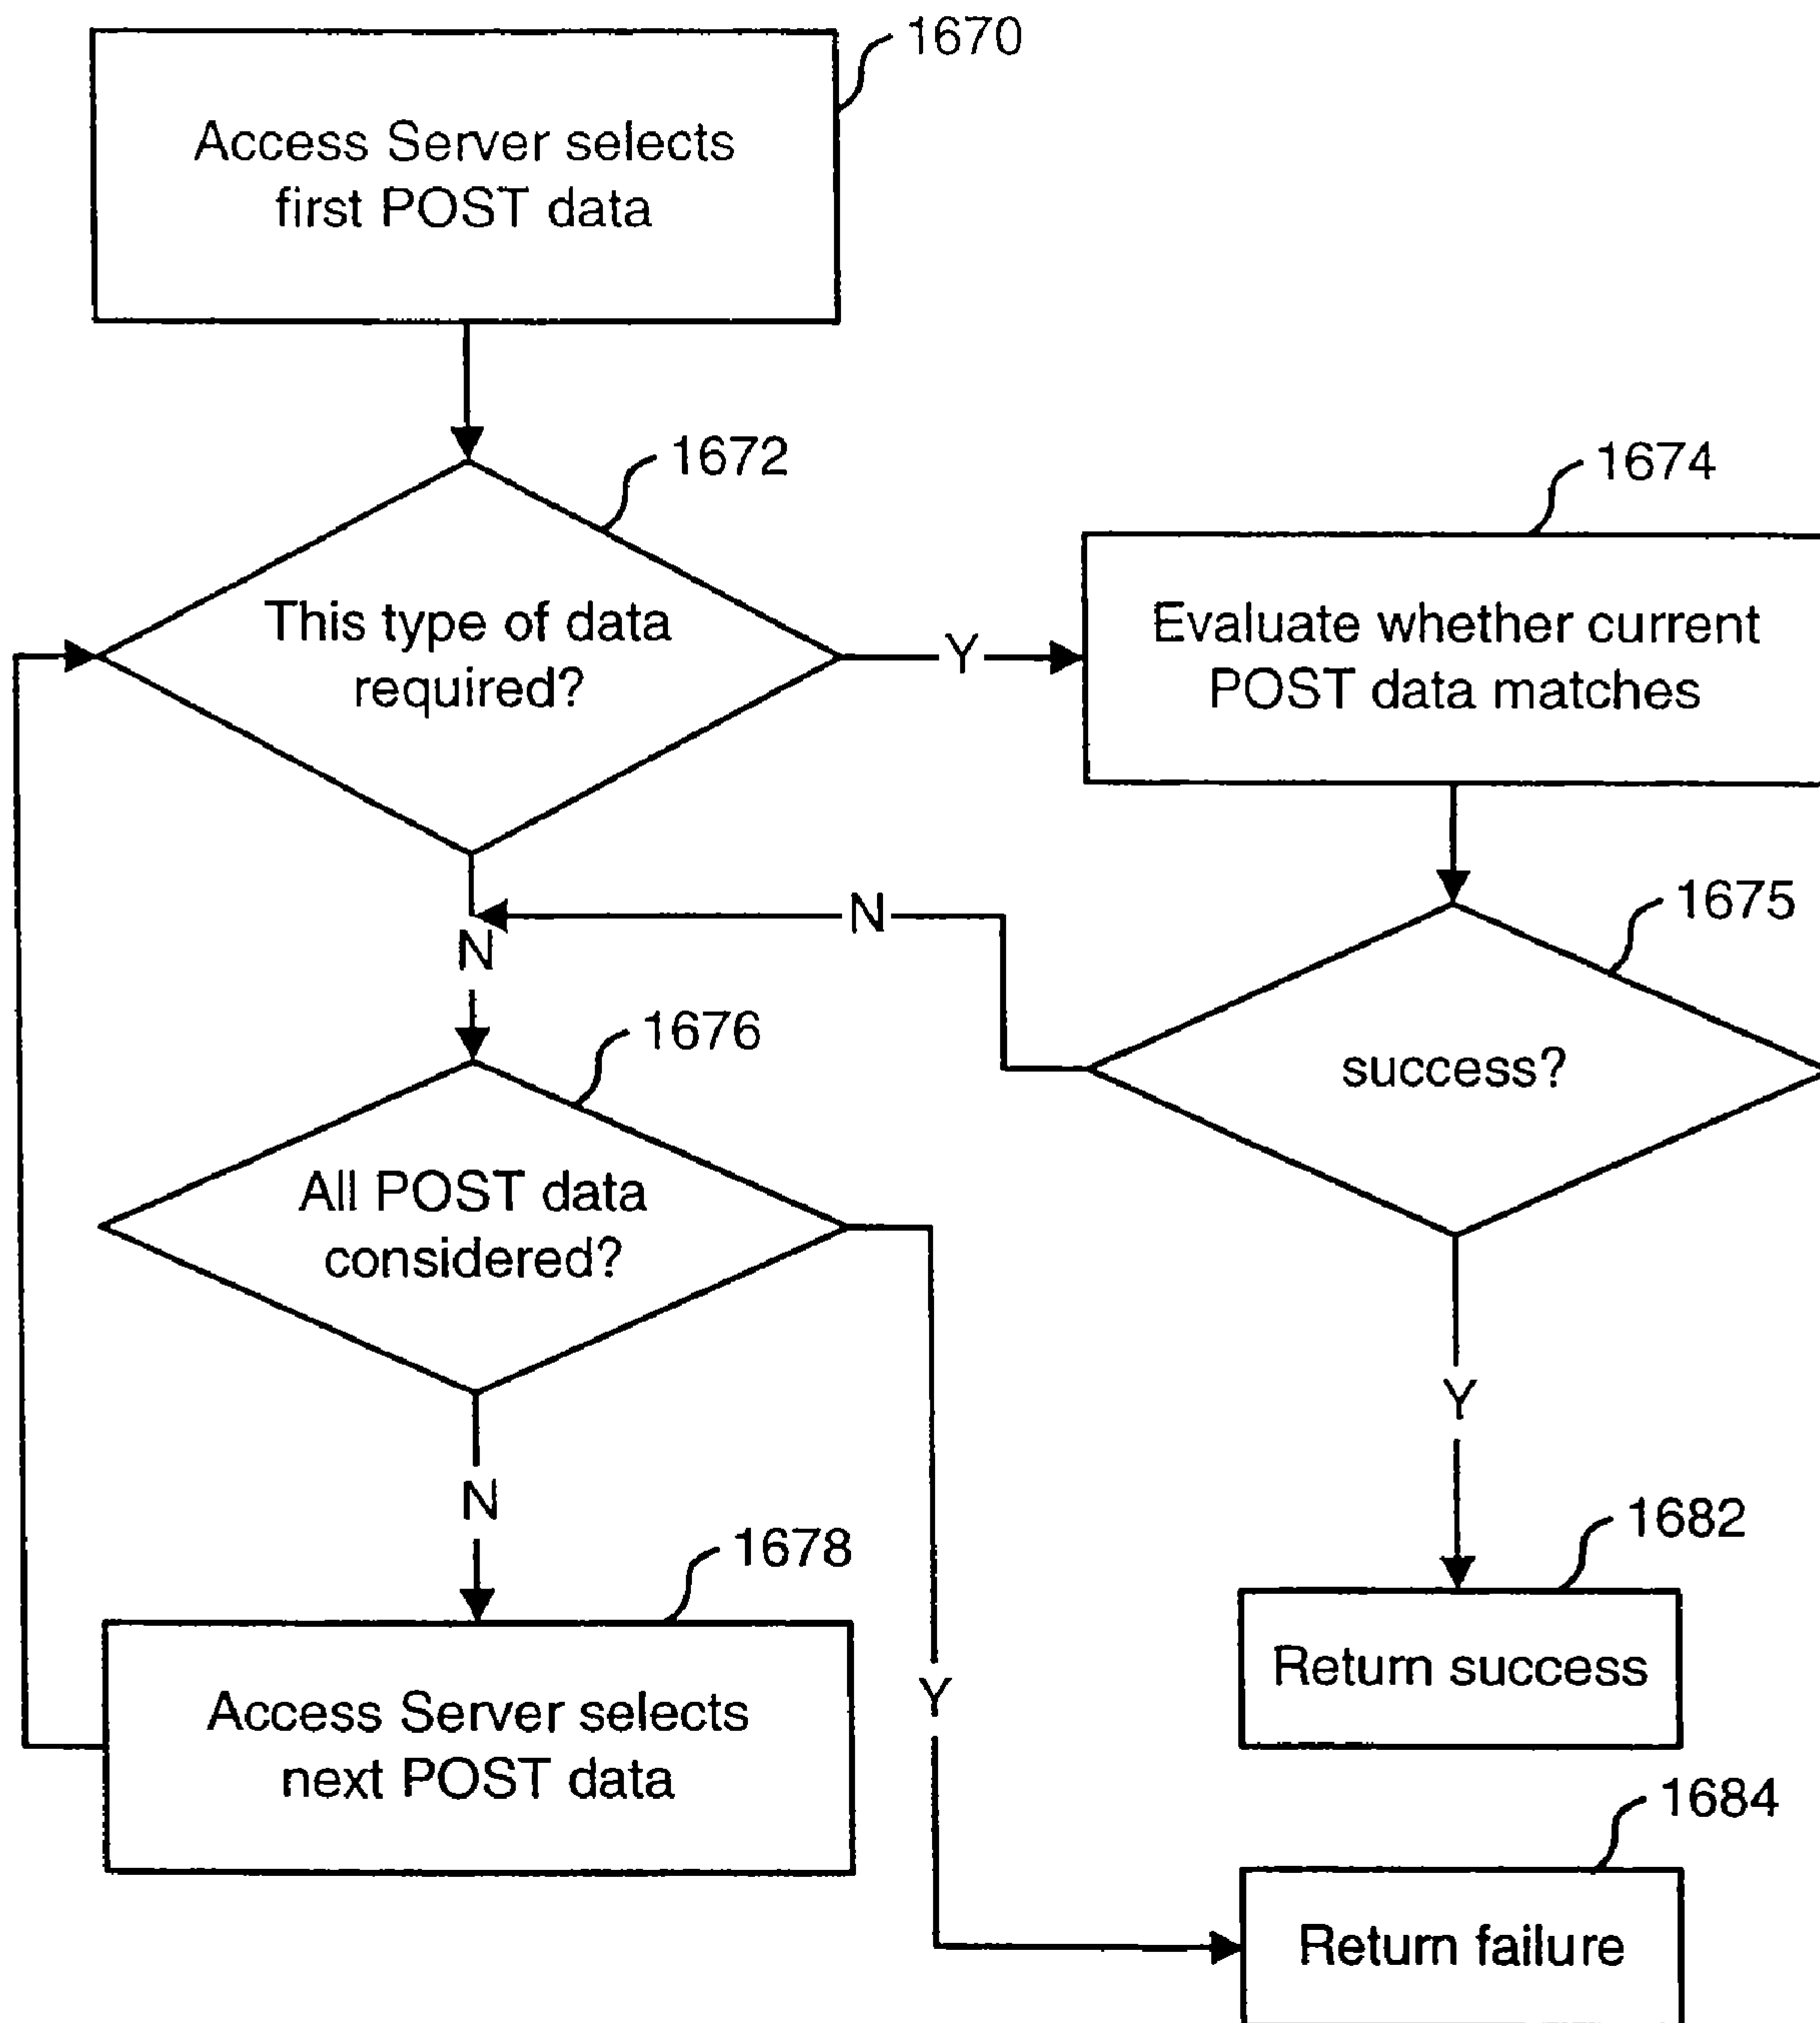 1670
Access Server selects
first POST data
1672
This type of data
required?
Y
1674
Evaluate whether current
POST data matches
N
N
1675
success?
1676
All POST data
considered?
Y
N
1682
Return success
1678
Access Server selects
next POST data
Y
1684
Return failure